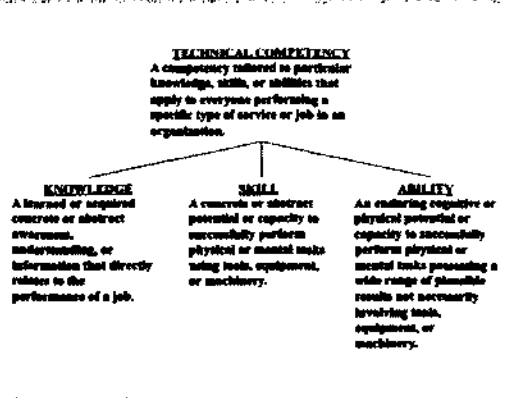 TECHNICAL COMPETENCY
A competency tailored to particular
knowledge, skills, or abilities that
apply to everyone performing a
specific type of service or job in an
organization.
KNOWLEDGE
A learned or acquired
concrete or abstract
awareness,
understanding, or
information that directly
relates to the
performance of a job.
SKILL
A concrete or abstract
potential or capacity to
successfully perform
physical or mental tasks
using tools, equipment,
or machinery.
ABILITY
An enduring cognitive or
physical potential or
capacity to successfully
perform physical or
mental tasks possessing a
wide range of plausible
results not necessarily
involving tools,
equipment, or
machinery.